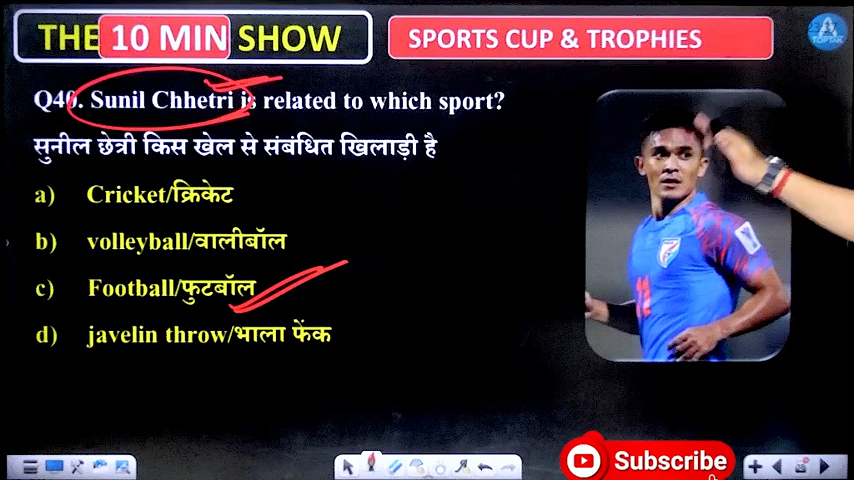 THE 10 MIN SHOW
SPORTS CUP & TROPHIES
Q40. Sunil Chhetri is related to which sport?
सुनील छेत्री किस खेल से संबंधित खिलाड़ी है
a) Cricket/क्रिकेट
b) volleyball/वालीबॉल
c) Football/फुटबॉल
d) javelin throw/भाला फेंक
11
Subscribe